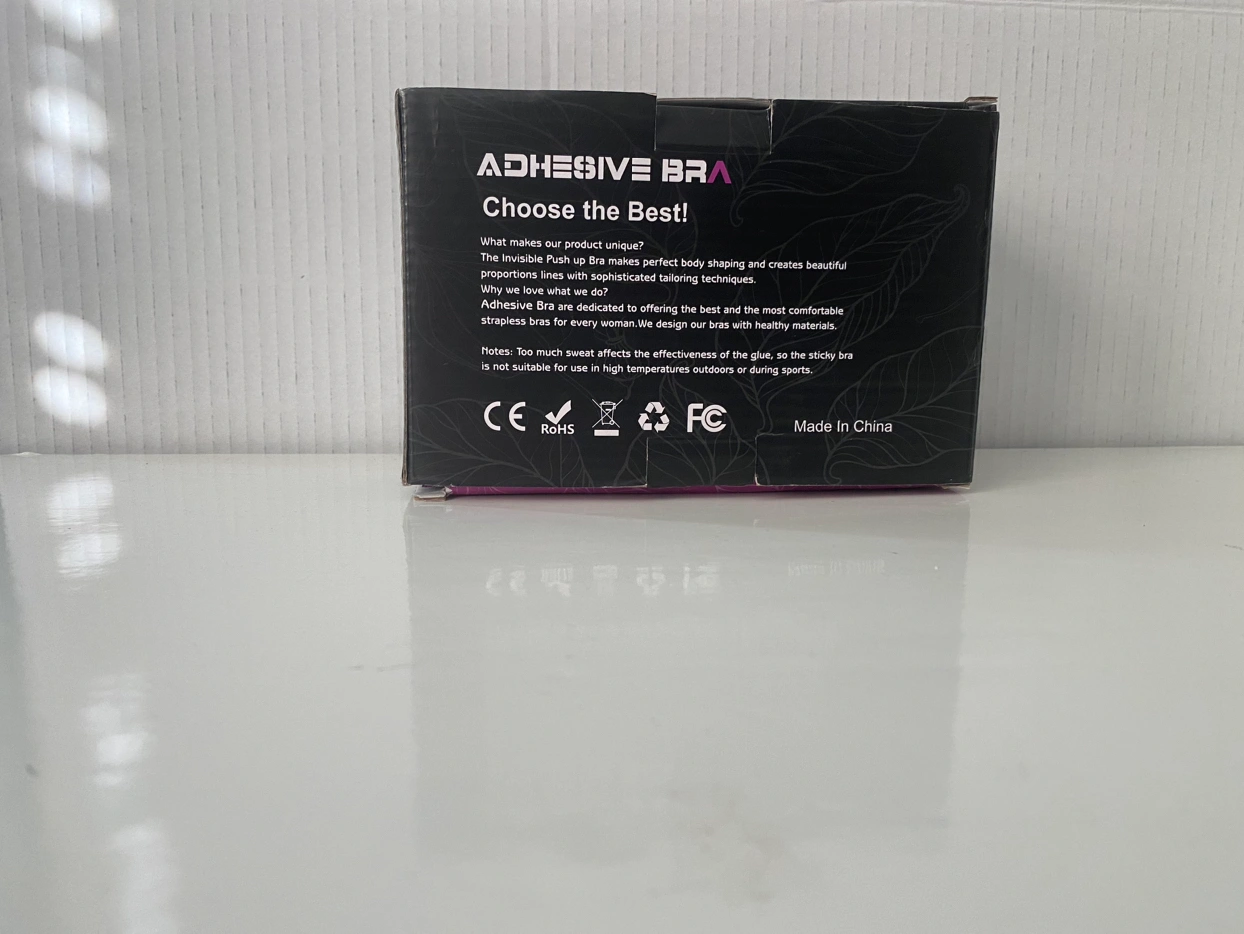 ADHESIVE BRA
Choose the Best!
What makes our product unique?
The Invisible Push up Bra makes perfect body shaping and creates beautiful
proportions lines with sophisticated tailoring techniques.
Why we love what we do?
Adhesive Bra are dedicated to offering the best and the most comfortable
strapless bras for every woman.We design our bras with healthy materials.
Notes: Too much sweat affects the effectiveness of the glue, so the sticky bra
is not suitable for use in high temperatures outdoors or during sports.
CE RoHS FC Made In China